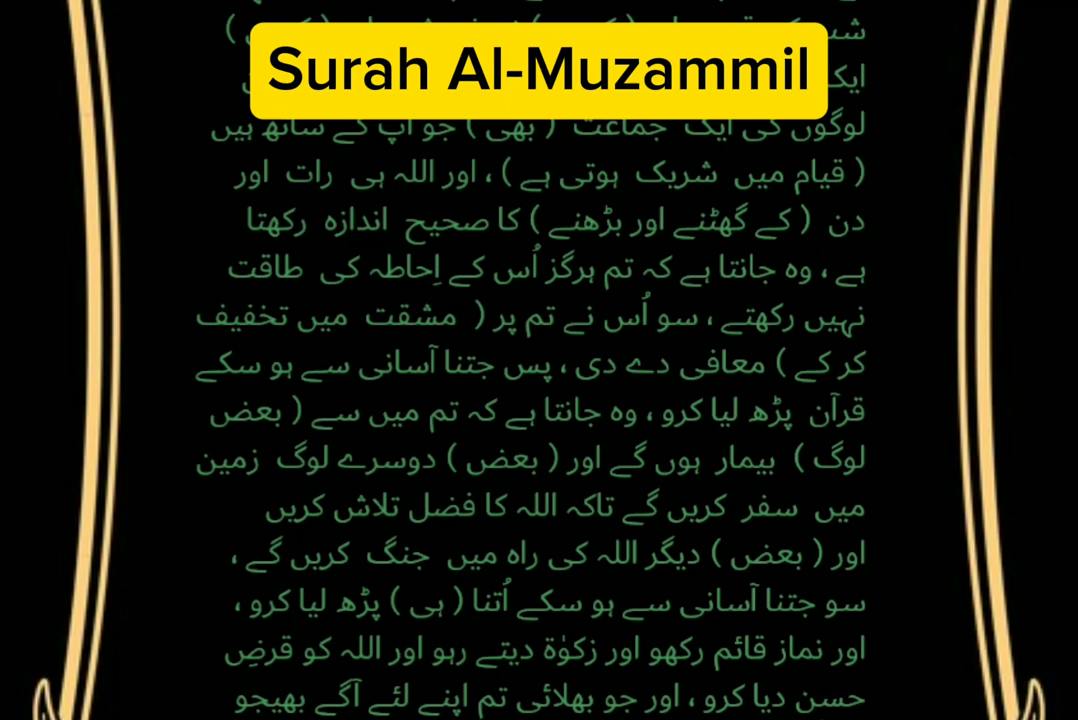 Surah Al-Muzammil
ایک
لوگوں کی ایک جماعت ( بھی ) جو آپ کے ساتھ ہیں
( قیام میں شریک ہوتی ہے ) ، اور اللہ ہی رات اور
دن ( کے گھٹنے اور بڑھنے ) کا صحیح اندازہ رکھتا
ہے ، وہ جانتا ہے کہ تم ہرگز اُس کے اِحاطہ کی طاقت
نہیں رکھتے ، سو اُس نے تم پر ( مشقت میں تخفیف
کر کے ) معافی دے دی ، پس جتنا آسانی سے ہو سکے
قرآن پڑھ لیا کرو ، وہ جانتا ہے کہ تم میں سے ( بعض
لوگ ) بیمار ہوں گے اور ( بعض ) دوسرے لوگ زمین
میں سفر کریں گے تاکہ اللہ کا فضل تلاش کریں
اور ( بعض ) دیگر اللہ کی راہ میں جنگ کریں گے ،
سو جتنا آسانی سے ہو سکے اُتنا ( ہی ) پڑھ لیا کرو ،
اور نماز قائم رکھو اور زکوٰۃ دیتے رہو اور اللہ کو قرضِ
حسن دیا کرو ، اور جو بھلائی تم اپنے لئے آگے بھیجو